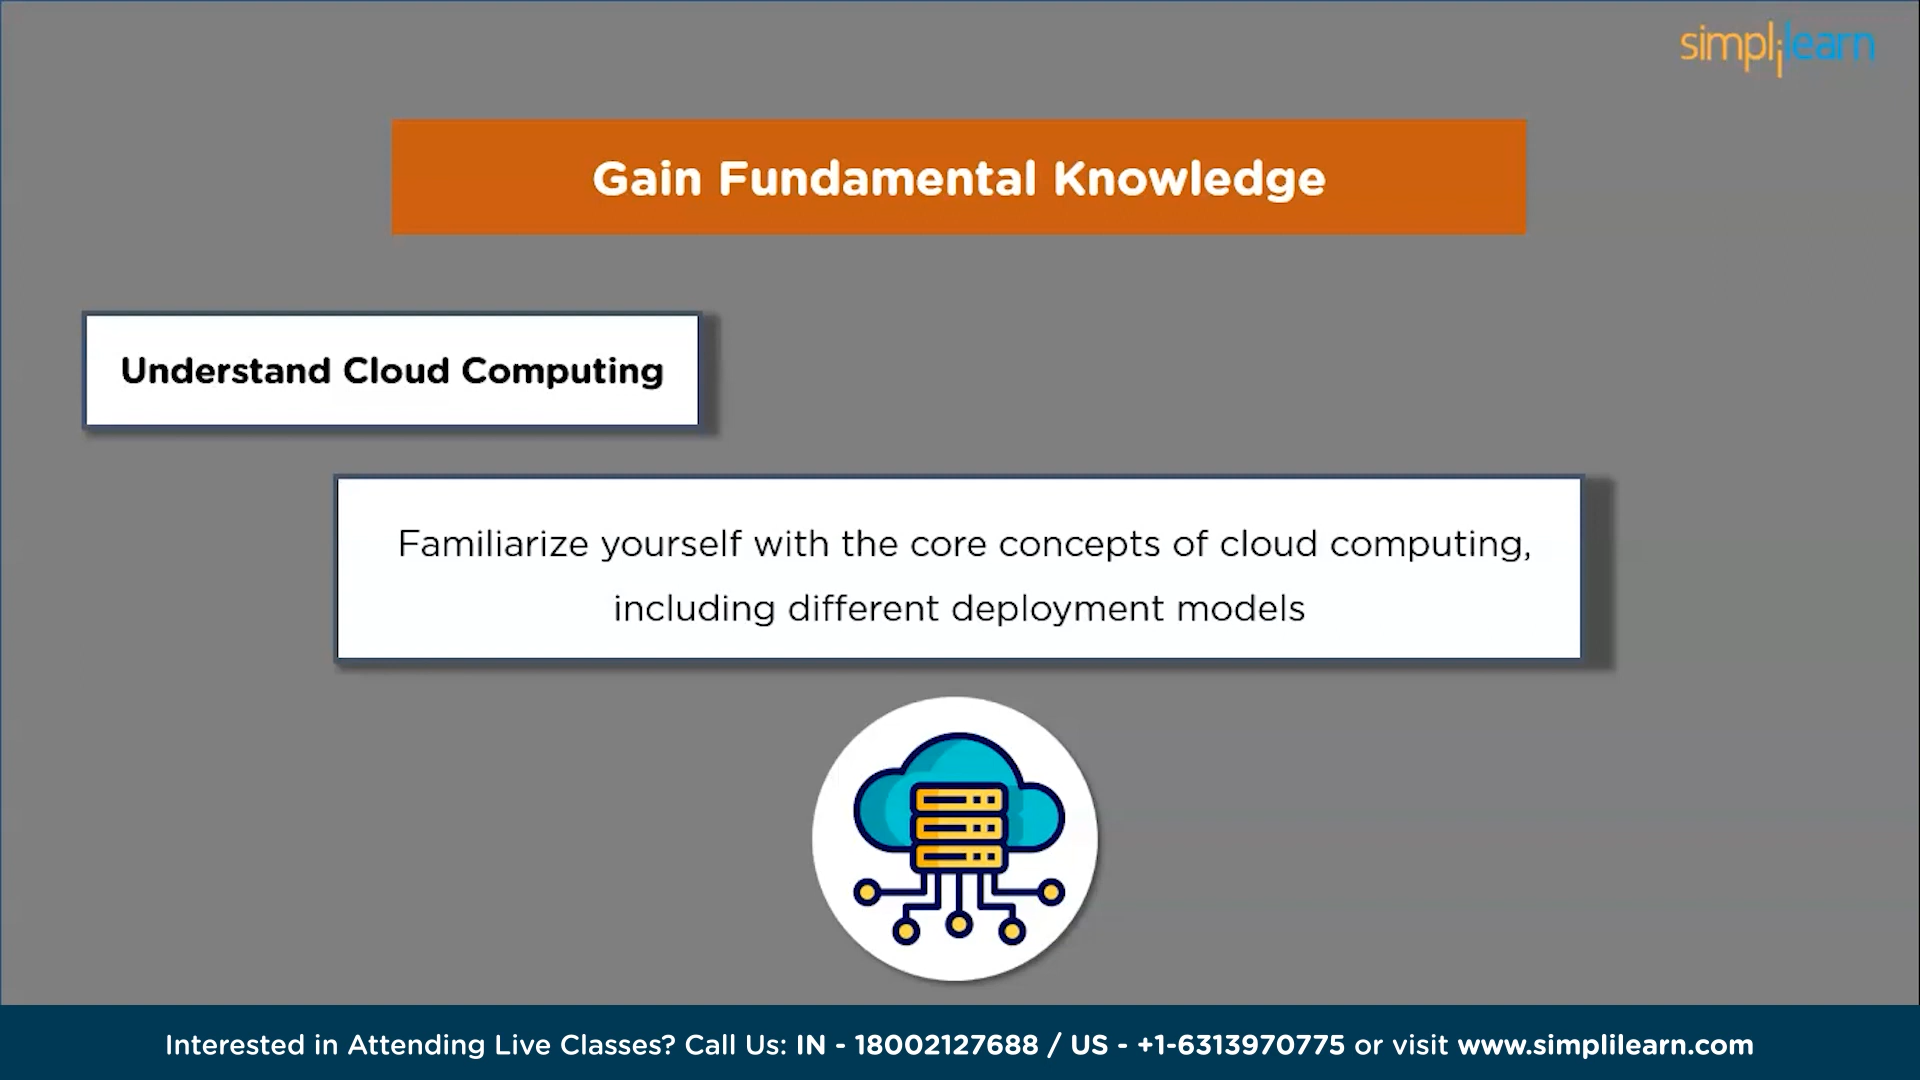 simplilearn
Gain Fundamental Knowledge
Understand Cloud Computing
Familiarize yourself with the core concepts of cloud computing,
including different deployment models
Interested in Attending Live Classes? Call Us: IN - 18002127688 / US - +1-6313970775 or visit www.simplilearn.com